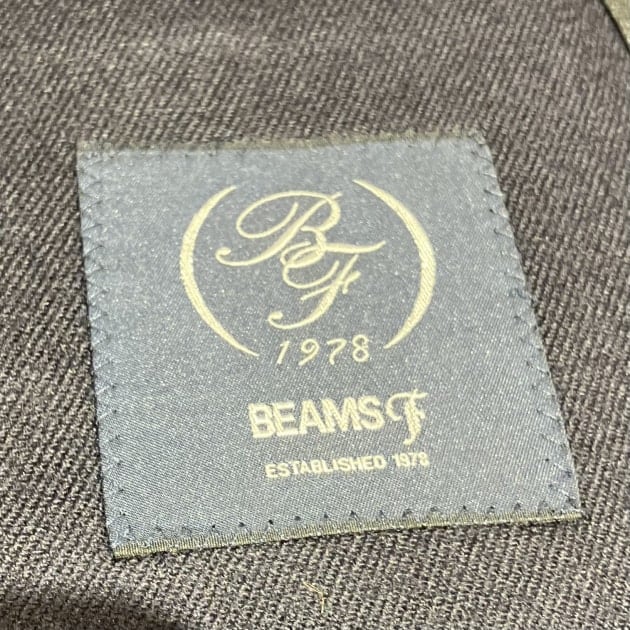 BF
1978
BEAMS F
ESTABLISHED 1978